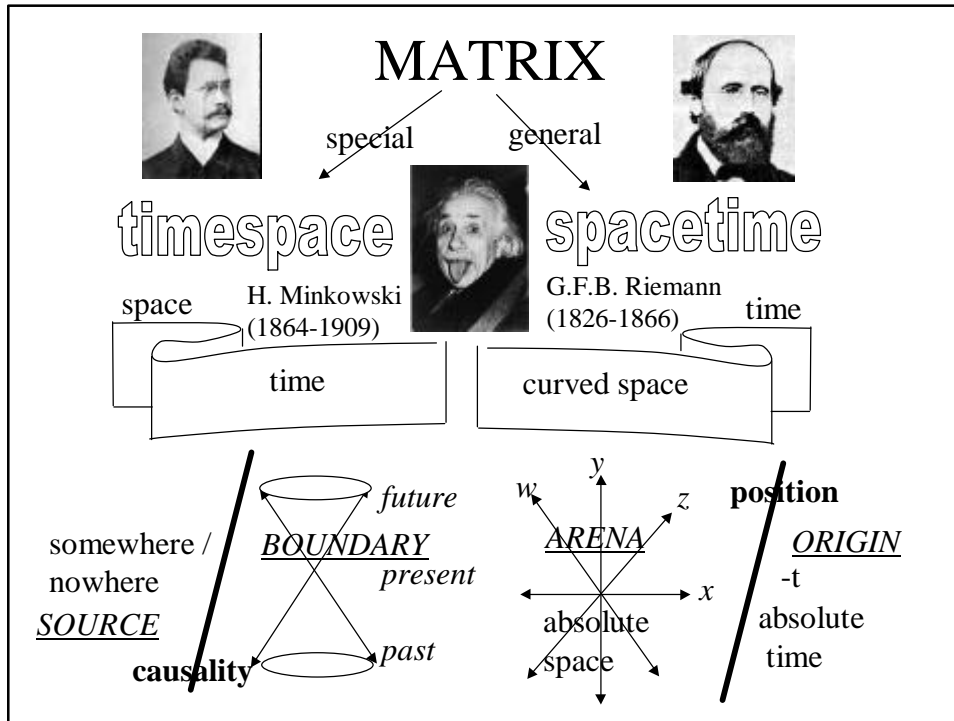 MATRIX
special
general
timespace
spacetime
H. Minkowski
(1864-1909)
G.F.B. Riemann
(1826-1866)
space
time
time
curved space
somewhere /
nowhere
SOURCE
causality
BOUNDARY
future
present
past
w
y
z
x
ARENA
absolute
space
position
ORIGIN
-t
absolute
time